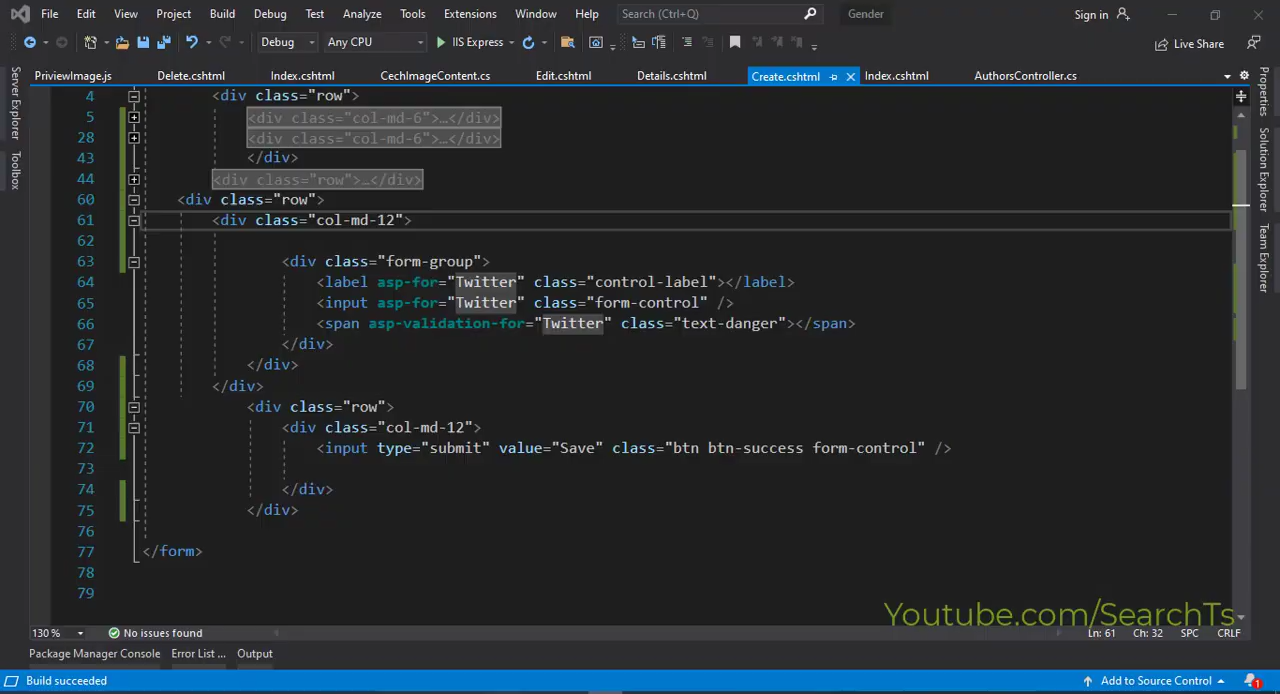 File Edit View Project Build Debug Test Analyze Tools Extensions Window Help Search (Ctrl+Q) Gender Sign in
Debug Any CPU IIS Express Live Share
PriviewImage.js Delete.cshtml Index.cshtml CechImageContent.cs Edit.cshtml Details.cshtml Create.cshtml Index.cshtml AuthorsController.cs
Server Explorer
Toolbox
Properties
Solution Explorer
Team Explorer
4 <div class="row">
5 <div class="col-md-6">...</div>
28 <div class="col-md-6">...</div>
43 </div>
44 <div class="row">...</div>
60 <div class="row">
61 <div class="col-md-12">
62
63 <div class="form-group">
64 <label asp-for="Twitter" class="control-label"></label>
65 <input asp-for="Twitter" class="form-control" />
66 <span asp-validation-for="Twitter" class="text-danger"></span>
67 </div>
68 </div>
69 </div>
70 <div class="row">
71 <div class="col-md-12">
72 <input type="submit" value="Save" class="btn btn-success form-control" />
73
74 </div>
75 </div>
76
77 </form>
78
79
Youtube.com/SearchTs
130 % No issues found Ln: 61 Ch: 32 SPC CRLF
Package Manager Console Error List ... Output
Build succeeded Add to Source Control 1